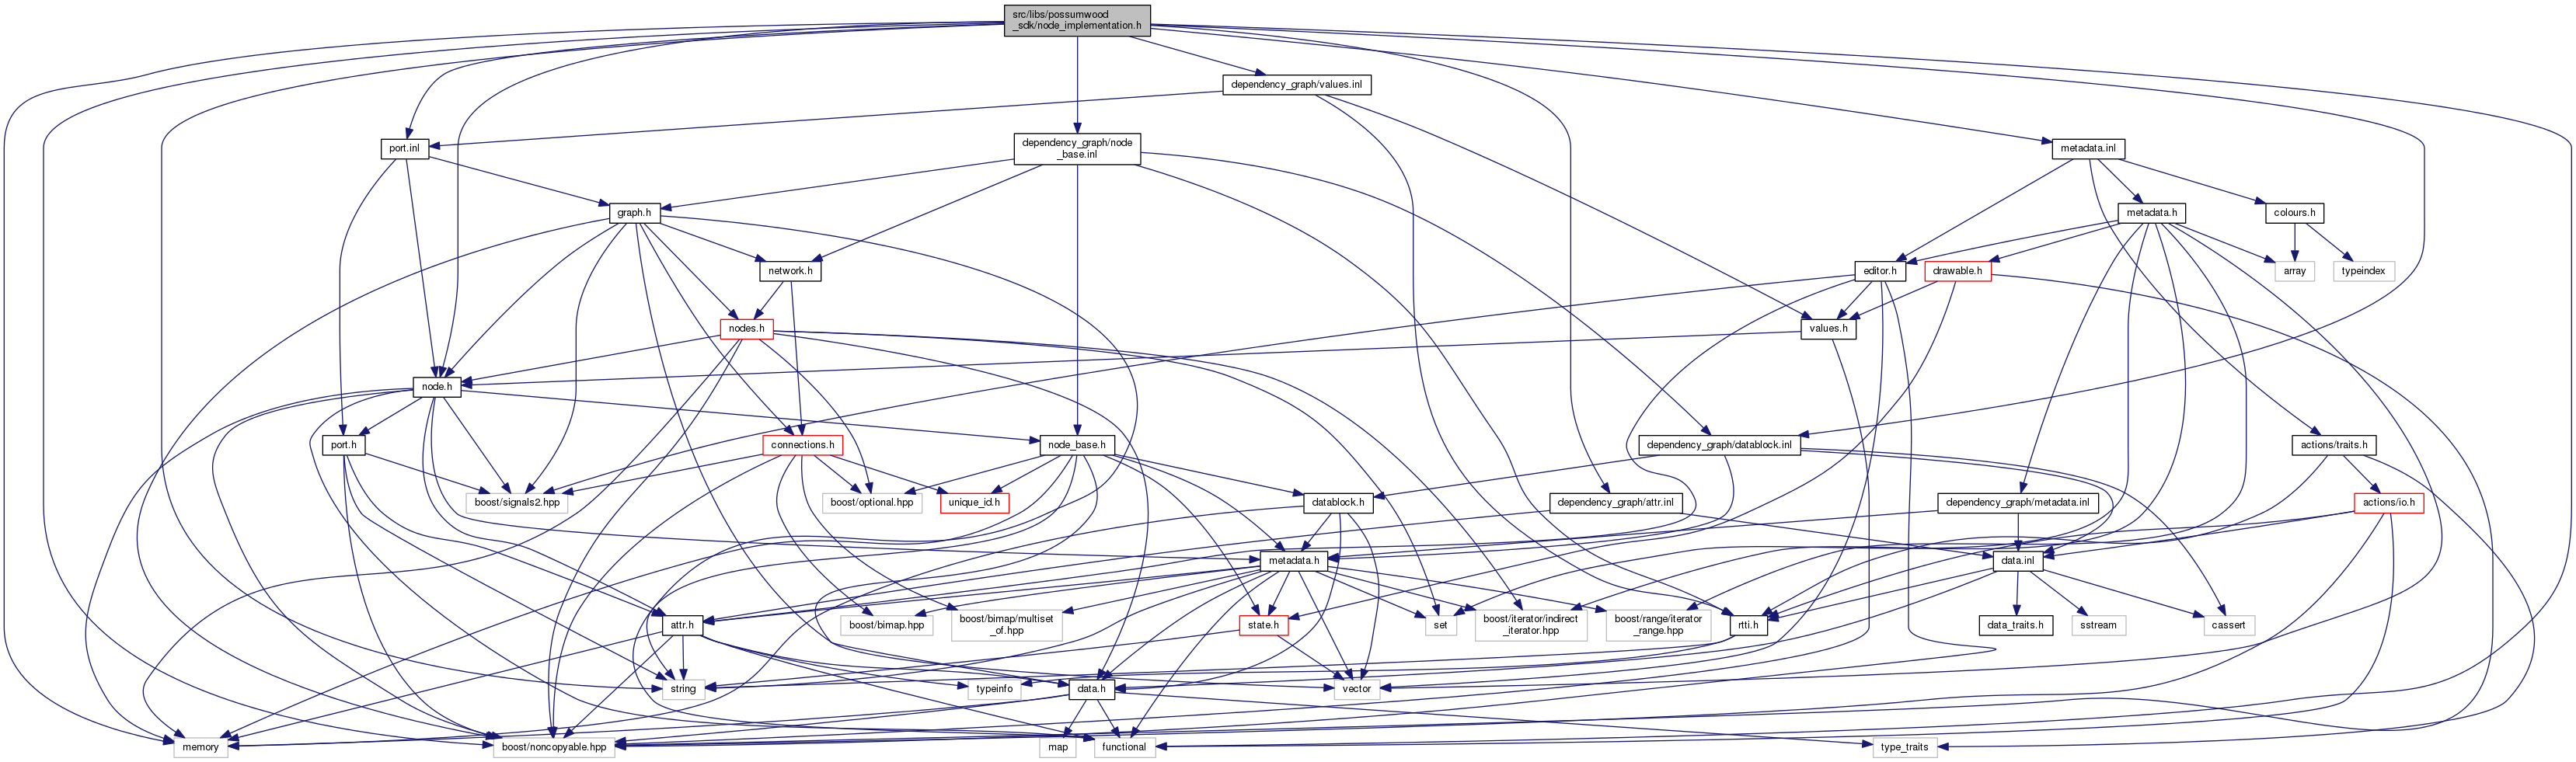 src/libs/possumwood
_sdk/node_implementation.h
dependency_graph/values.inl
port.inl
dependency_graph/node
_base.inl
metadata.inl
graph.h
metadata.h
colours.h
network.h
editor.h
drawable.h
array
typeindex
nodes.h
values.h
node.h
port.h
connections.h
node_base.h
dependency_graph/datablock.inl
actions/traits.h
boost/signals2.hpp
boost/optional.hpp
unique_id.h
datablock.h
dependency_graph/attr.inl
dependency_graph/metadata.inl
actions/io.h
metadata.h
data.inl
attr.h
boost/bimap.hpp
boost/bimap/multiset
_of.hpp
state.h
set
boost/iterator/indirect
_iterator.hpp
boost/range/iterator
_range.hpp
rtti.h
data_traits.h
sstream
cassert
string
typeinfo
data.h
vector
memory
boost/noncopyable.hpp
map
functional
type_traits